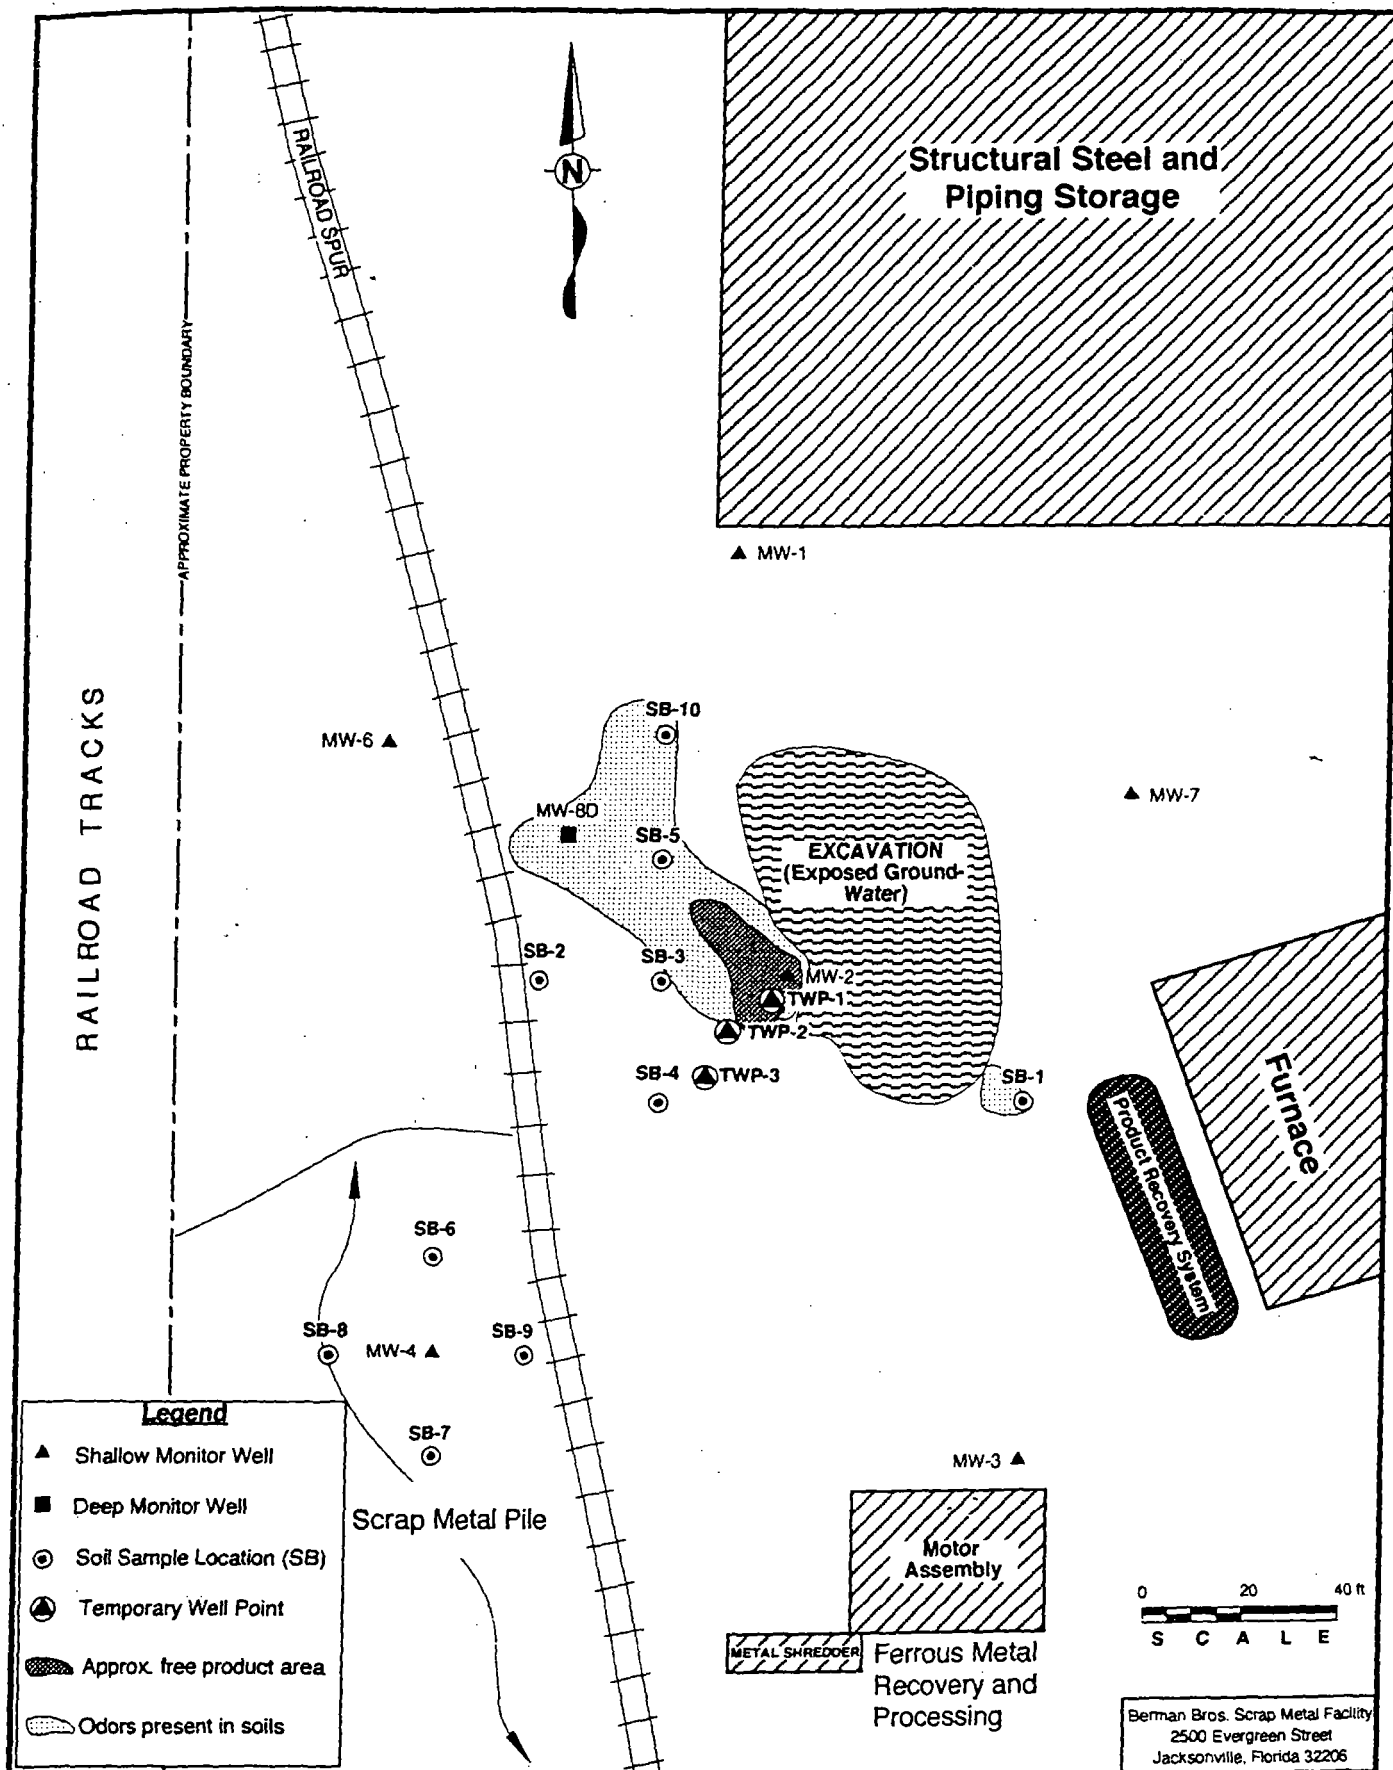 RAILROAD SPUR
N
Structural Steel and
Piping Storage
APPROXIMATE PROPERTY BOUNDARY
RAILROAD TRACKS
MW-1
SB-10
MW-6
MW-7
MW-8D
SB-5
EXCAVATION
(Exposed Ground-
Water)
SB-2
SB-3
MW-2
TWP-1
TWP-2
SB-4
TWP-3
SB-1
Furnace
Product Recovery System
SB-6
SB-8
MW-4
SB-9
SB-7
Scrap Metal Pile
MW-3
Motor
Assembly
METAL SHREDDER
Ferrous Metal
Recovery and
Processing
Legend
Shallow Monitor Well
Deep Monitor Well
Soil Sample Location (SB)
Temporary Well Point
Approx. free product area
Odors present in soils
0 20 40 ft
S C A L E
Berman Bros. Scrap Metal Facility
2500 Evergreen Street
Jacksonville, Florida 32206